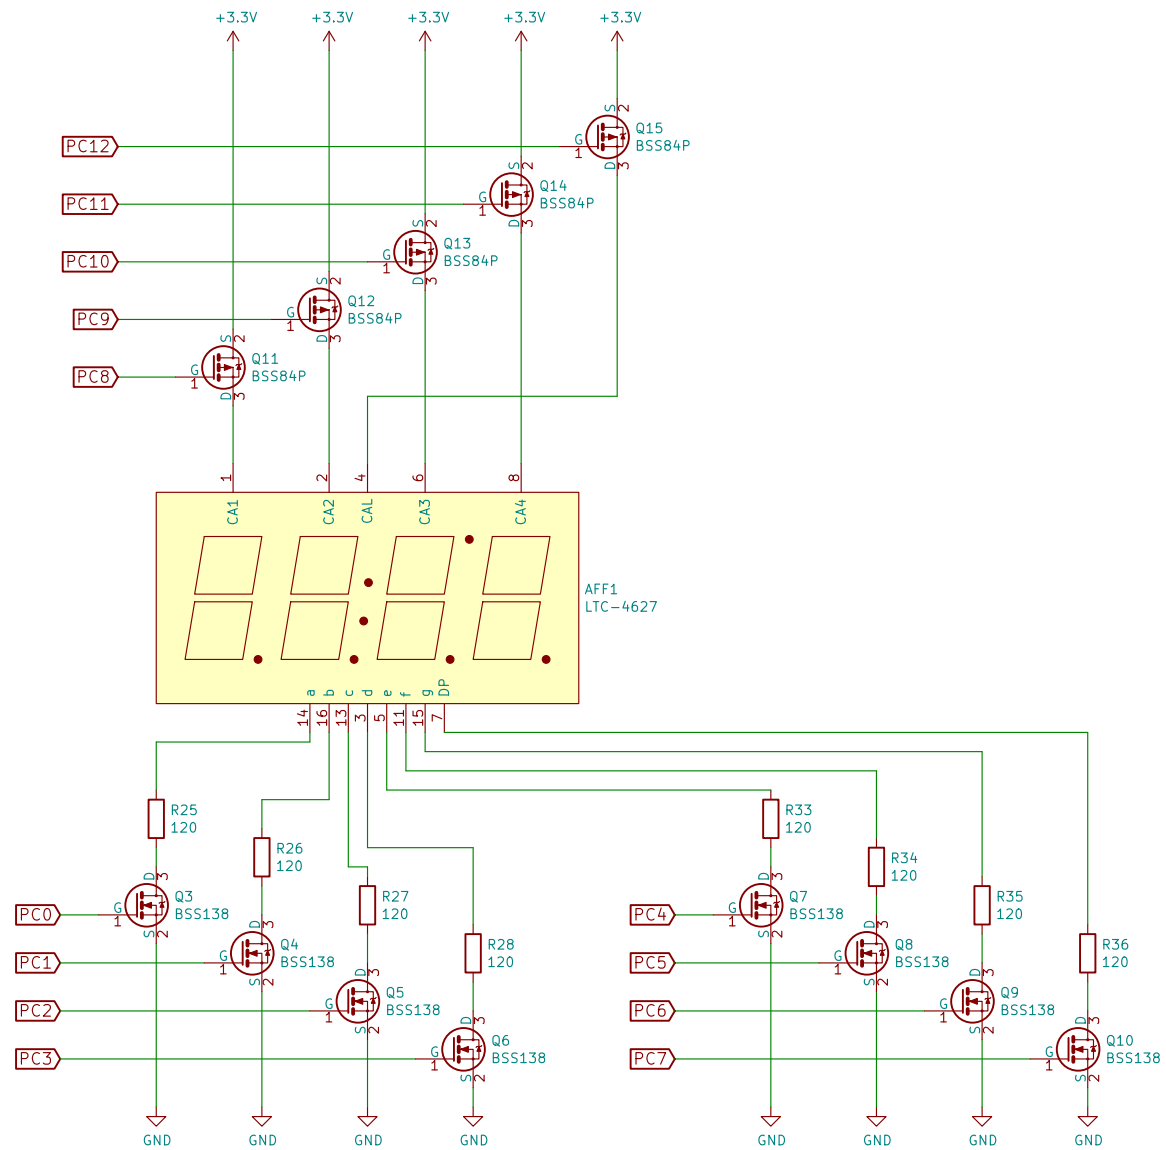 +3.3V +3.3V +3.3V +3.3V +3.3V
S 2
Q15
PC12 G 1 BSS84P
D 3
S 2
Q14
PC11 G 1 BSS84P
D 3
S 2
Q13
PC10 G 1 BSS84P
D 3
S 2
Q12
PC9 G 1 BSS84P
D 3
S 2
Q11
PC8 G 1 BSS84P
D 3
1 2 4 6 8
CA1 CA2 CAL CA3 CA4
AFF1
LTC-4627
a b c d e f g DP
14 16 13 3 5 11 15 7
R25
120
R26
120
R27
120
R28
120
R33
120
R34
120
R35
120
R36
120
D 3
Q3
PC0 G 1 BSS138
S 2
D 3
Q4
PC1 G 1 BSS138
S 2
D 3
Q5
PC2 G 1 BSS138
S 2
D 3
Q6
PC3 G 1 BSS138
S 2
D 3
Q7
PC4 G 1 BSS138
S 2
D 3
Q8
PC5 G 1 BSS138
S 2
D 3
Q9
PC6 G 1 BSS138
S 2
D 3
Q10
PC7 G 1 BSS138
S 2
GND GND GND GND GND GND GND GND